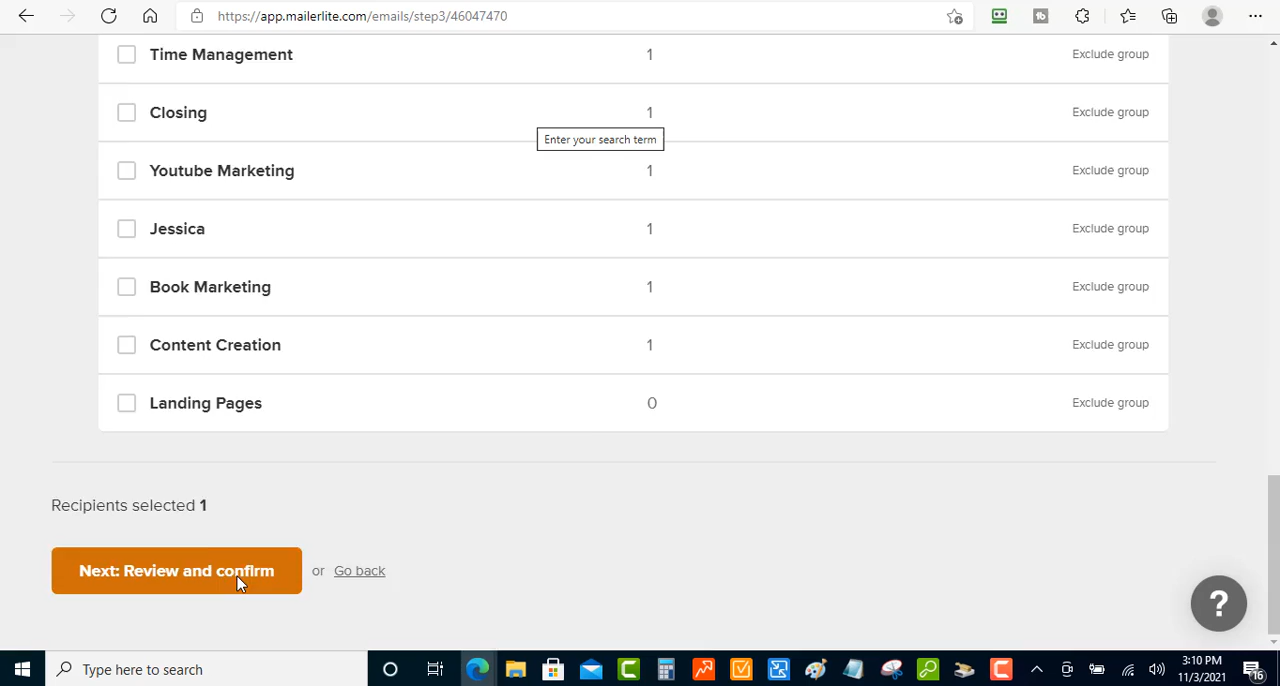 https://app.mailerlite.com/emails/step3/46047470
Time Management 1 Exclude group
Closing 1 Exclude group
Enter your search term
Youtube Marketing 1 Exclude group
Jessica 1 Exclude group
Book Marketing 1 Exclude group
Content Creation 1 Exclude group
Landing Pages 0 Exclude group
Recipients selected 1
Next: Review and confirm or Go back
?
Type here to search
3:10 PM
11/3/2021
16